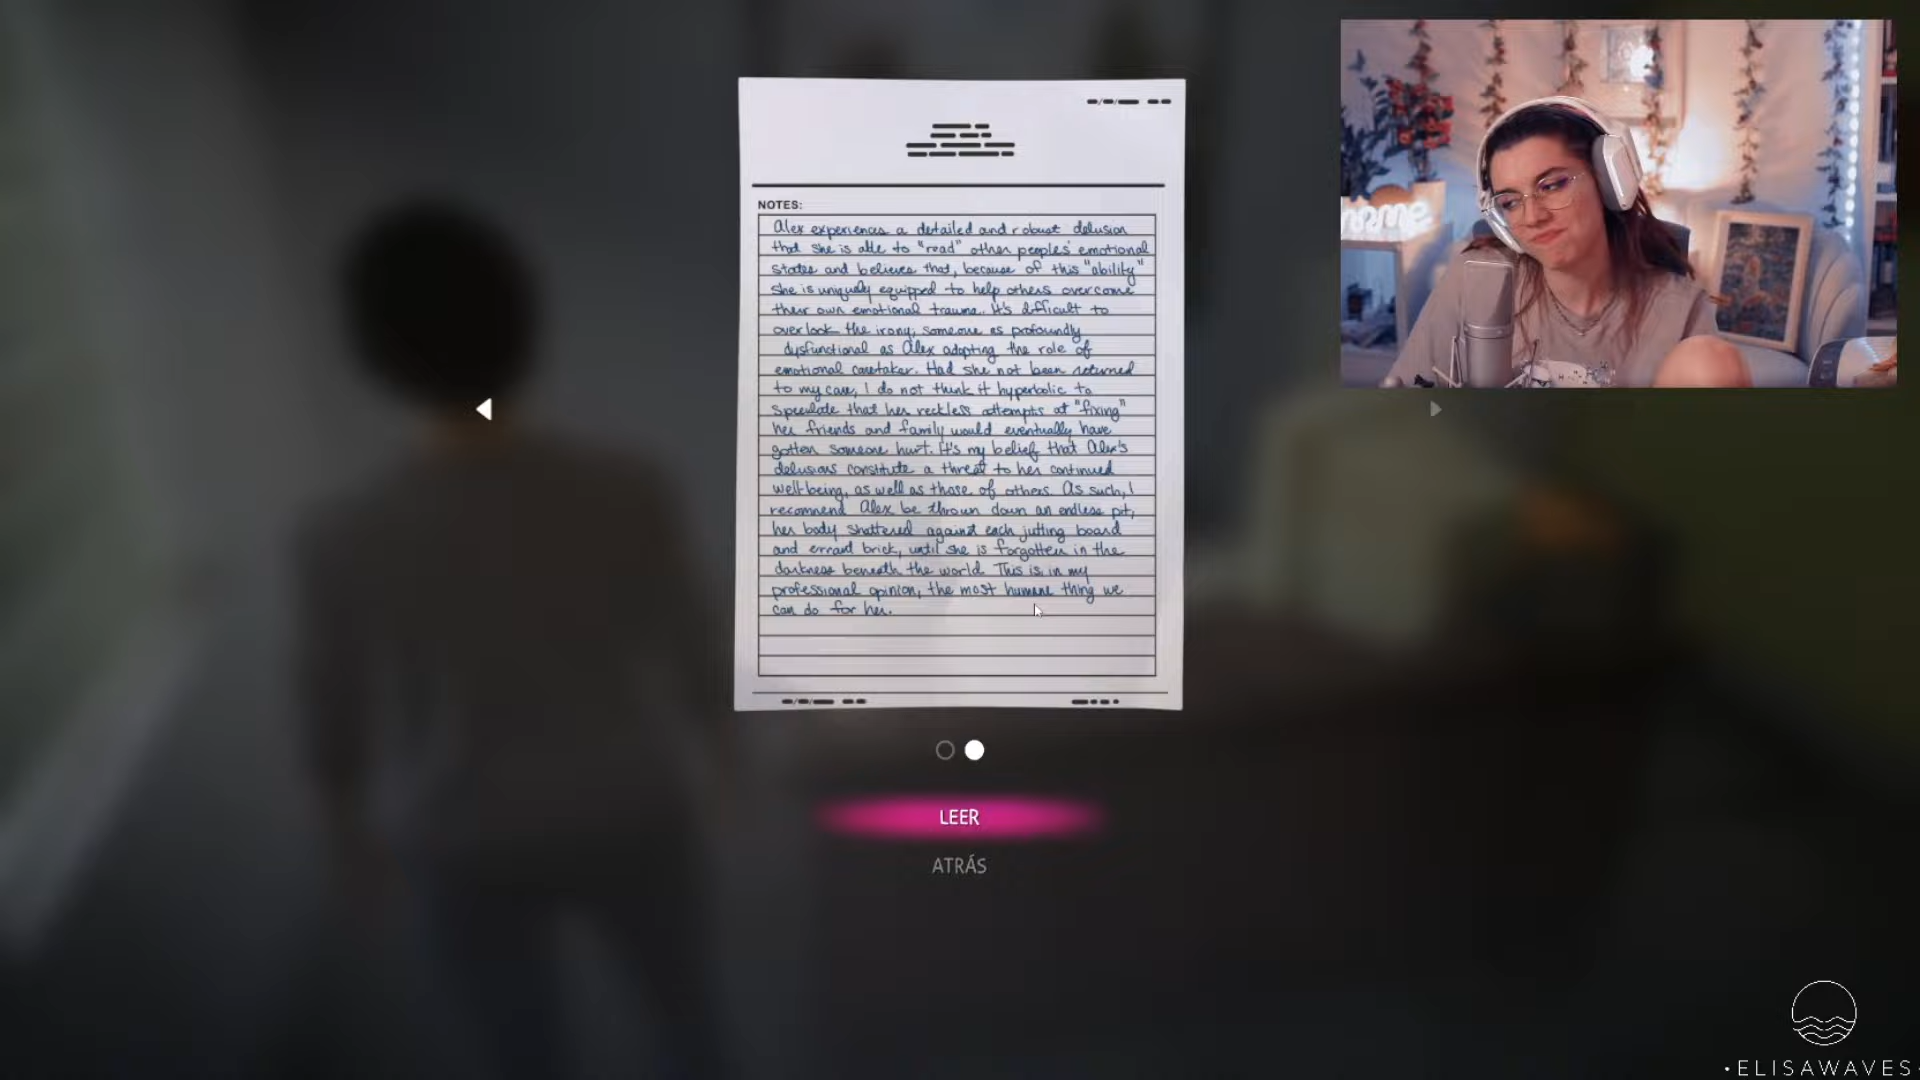 NOTES:
Alex experiences a detailed and robust delusion
that she is able to "read" other peoples' emotional
states and believes that, because of this "ability"
she is uniquely equipped to help others overcome
their own emotional trauma. It's difficult to
overlook the irony; someone as profoundly
dysfunctional as Alex adopting the role of
emotional caretaker. Had she not been returned
to my care, I do not think it hyperbolic to
speculate that her reckless attempts at "fixing"
her friends and family would eventually have
gotten someone hurt. It's my belief that Alex's
delusions constitute a threat to her continued
well-being, as well as those of others. As such, I
recommend Alex be thrown down an endless pit,
her body shattered against each jutting board
and errant brick, until she is forgotten in the
darkness beneath the world. This is, in my
professional opinion, the most humane thing we
can do for her.
LEER
ATRÁS
home
·ELISAWAVES·